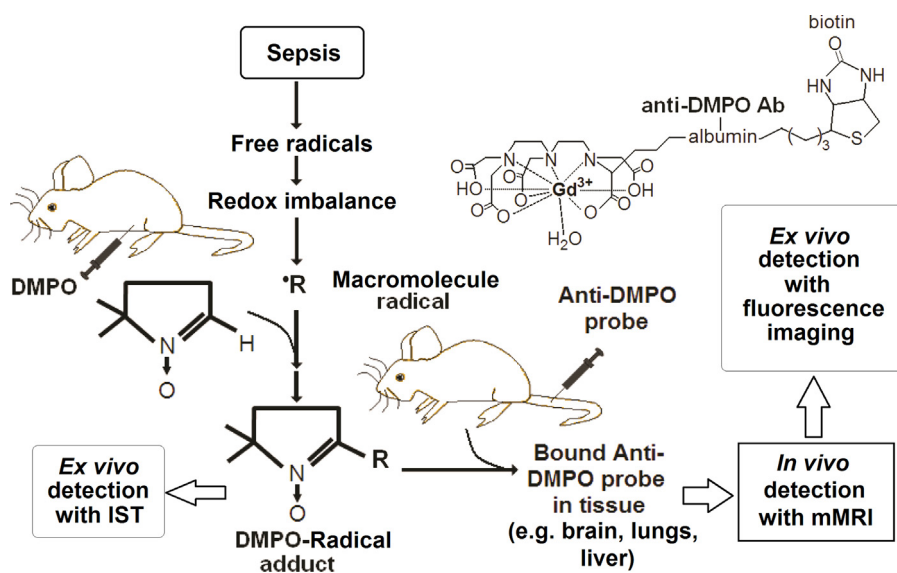 Sepsis
Free radicals
Redox imbalance
DMPO
•R
Macromolecule
radical
H
N
O
R
N
O
DMPO-Radical
adduct
Ex vivo
detection
with IST
Anti-DMPO
probe
Bound Anti-
DMPO probe
in tissue
(e.g. brain, lungs,
liver)
In vivo
detection
with mMRI
Ex vivo
detection
with
fluorescence
imaging
biotin
O
HN
NH
S
anti-DMPO Ab
albumin
3
N
N
N
O
O
O
HO
OH
Gd3+
O
O
O
O
O
H2O